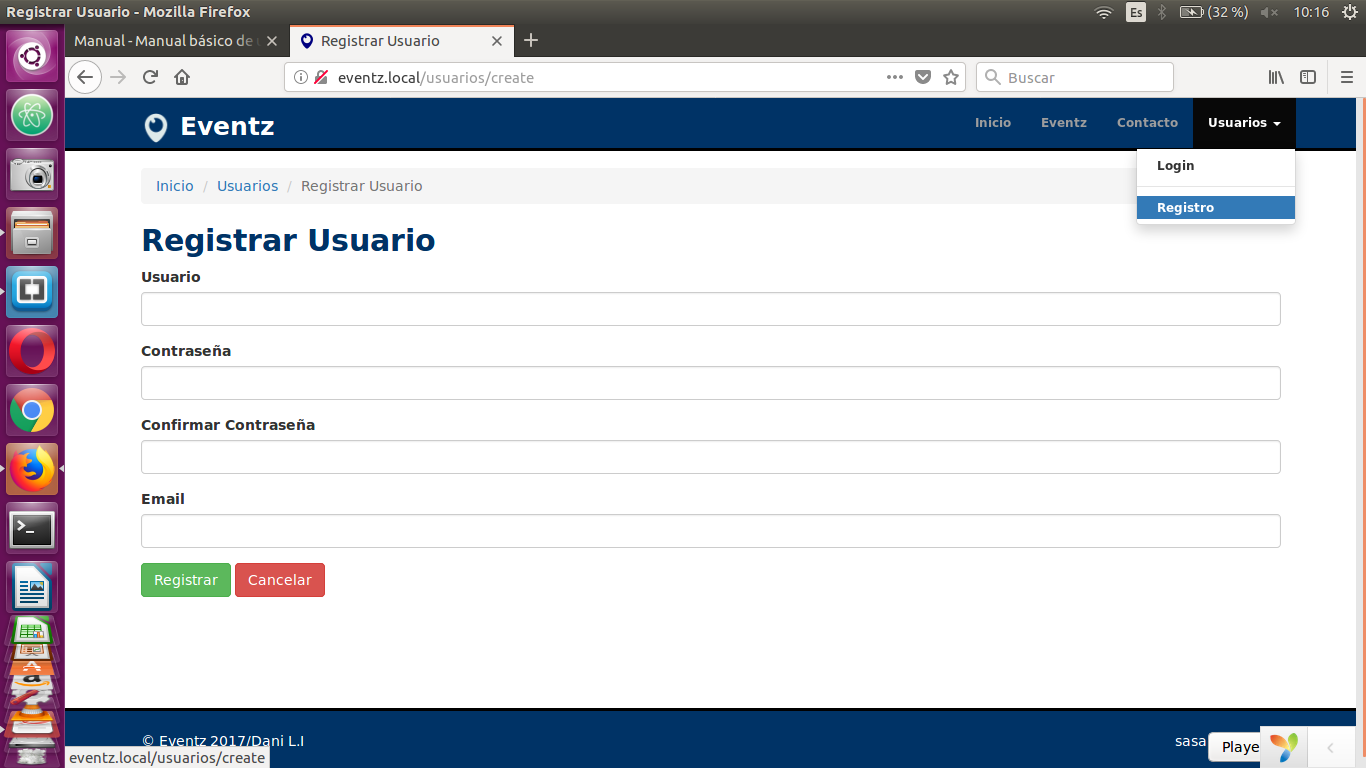 Registrar Usuario - Mozilla Firefox
Es
(32 %)
10:16
Manual - Manual básico de
Registrar Usuario
eventz.local/usuarios/create
Buscar
Eventz
Inicio
Eventz
Contacto
Usuarios
Login
Registro
Inicio / Usuarios / Registrar Usuario
Registrar Usuario
Usuario
Contraseña
Confirmar Contraseña
Email
Registrar
Cancelar
© Eventz 2017/Dani L.I
sasa
Playe
eventz.local/usuarios/create